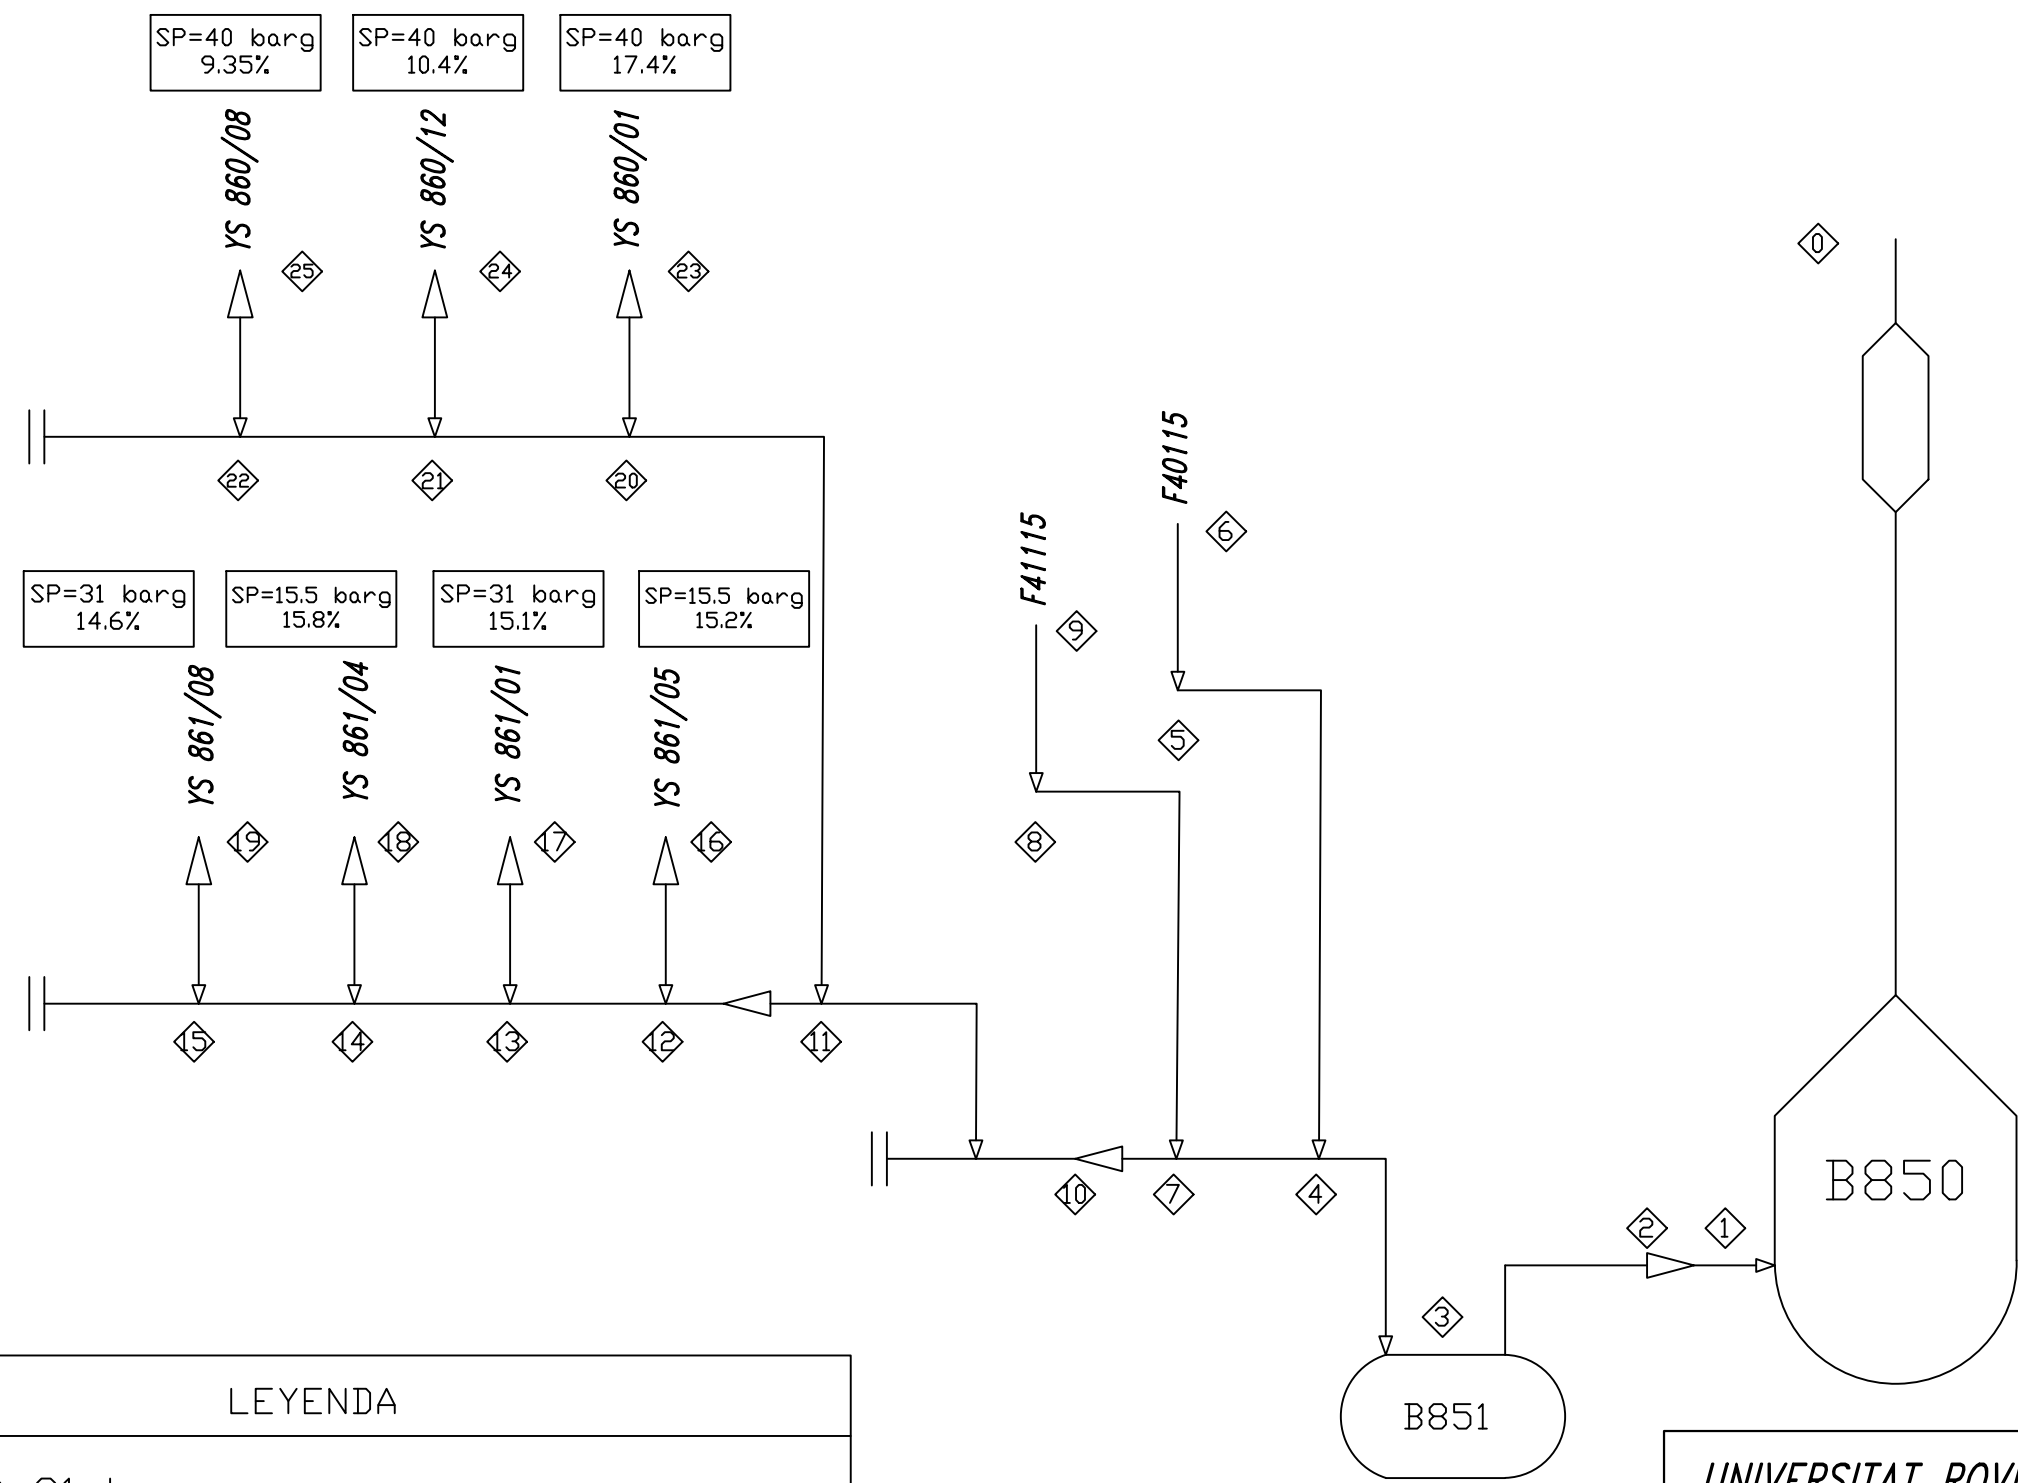 SP=40 barg
9.35%
SP=40 barg
10.4%
SP=40 barg
17.4%
YS 860/08
YS 860/12
YS 860/01
25
24
23
0
22
21
20
F40115
6
F41115
9
SP=31 barg
14.6%
SP=15.5 barg
15.8%
SP=31 barg
15.1%
SP=15.5 barg
15.2%
YS 861/08
YS 861/04
YS 861/01
YS 861/05
5
19
18
17
16
8
15
14
13
12
11
10
7
4
B850
2
1
3
LEYENDA
B851
UNIVERSITAT